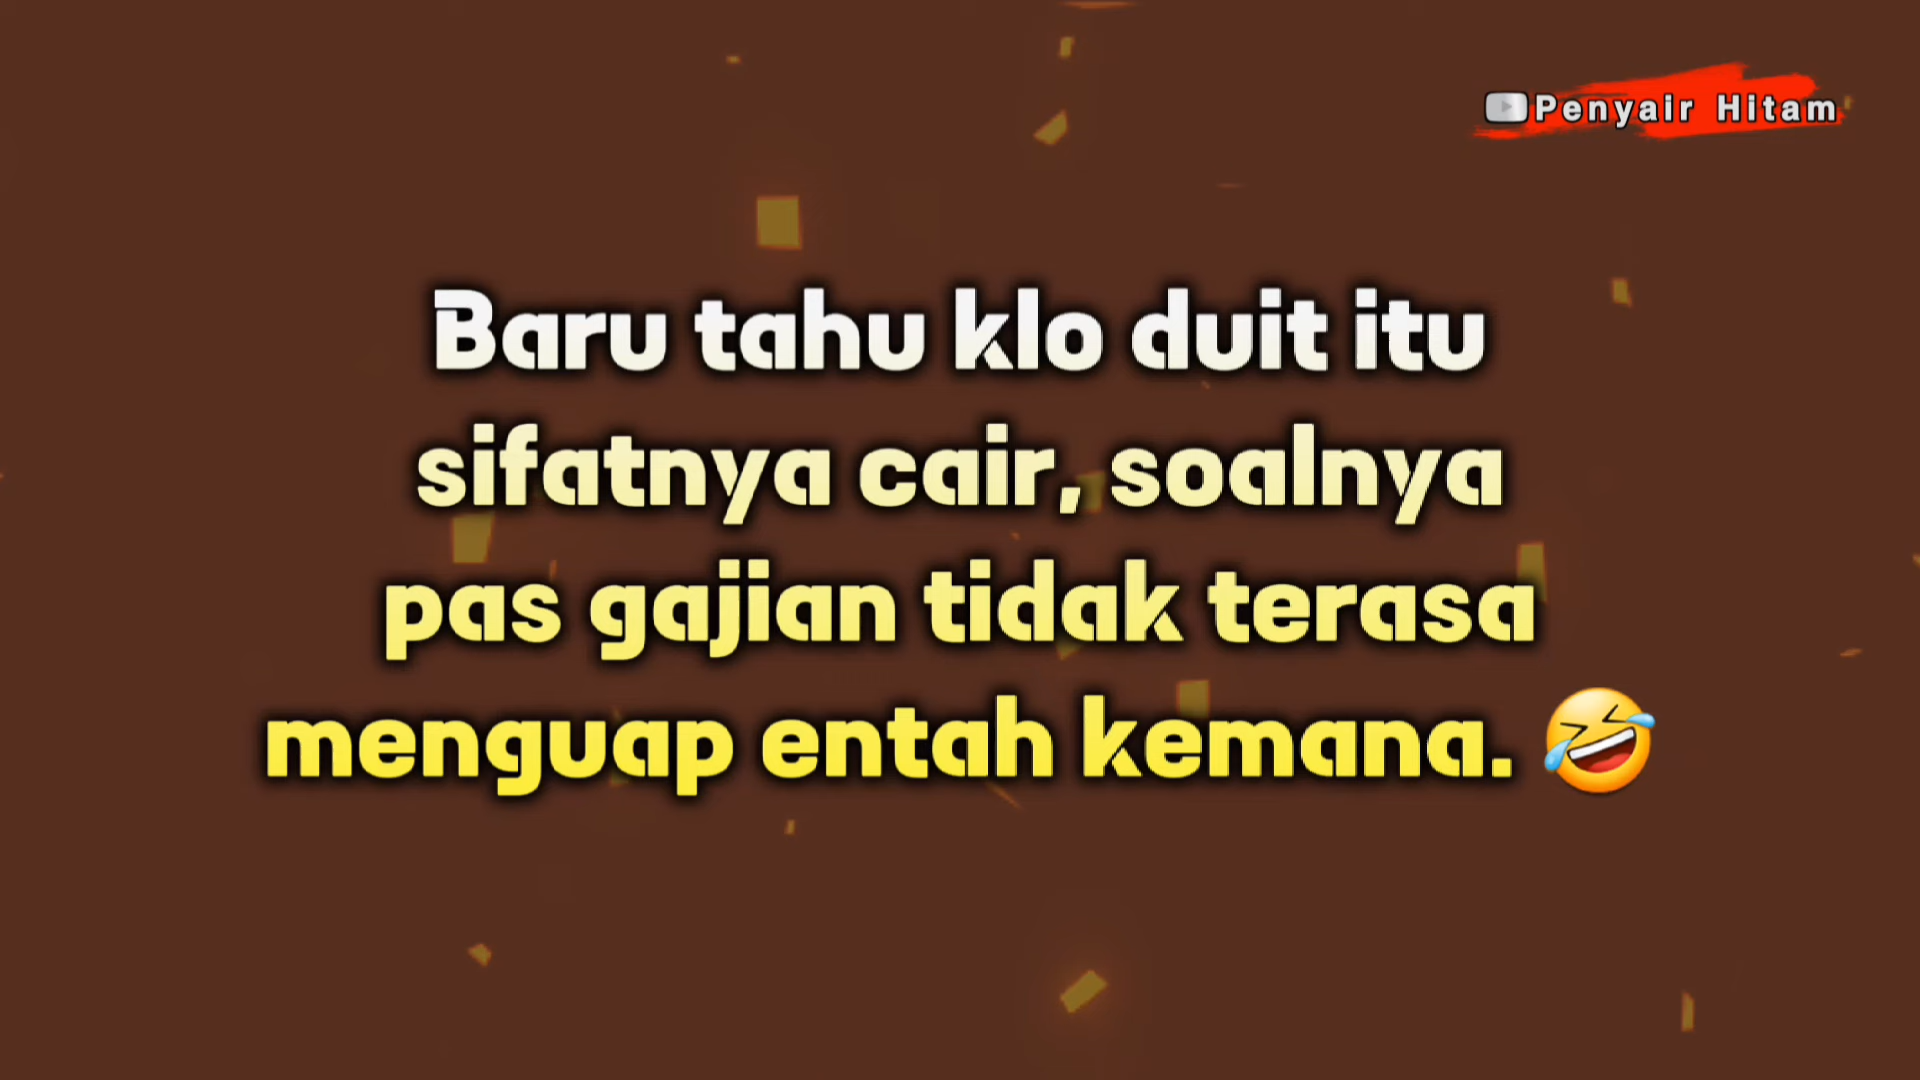 Penyair Hitam
Baru tahu klo duit itu
sifatnya cair, soalnya
pas gajian tidak terasa
menguap entah kemana. 🤣